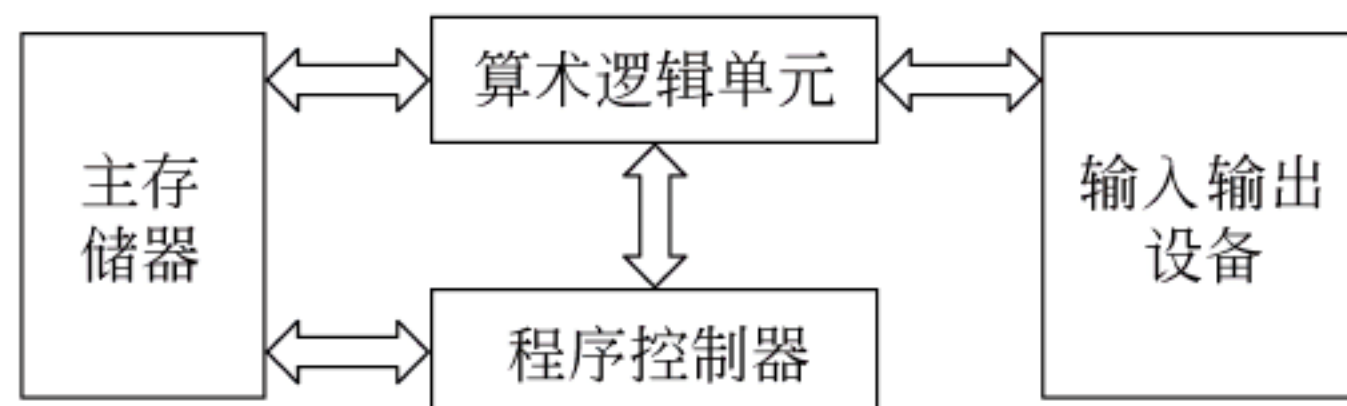 算术逻辑单元
主存
储器
输入输出
设备
程序控制器